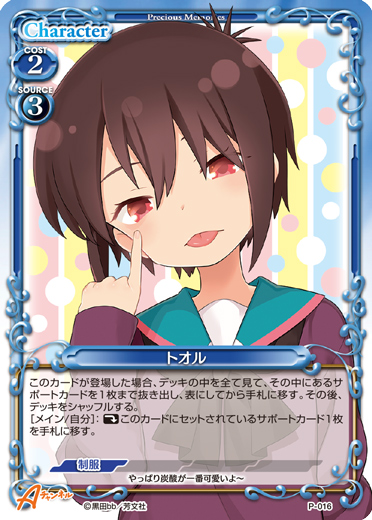 Precious Memories
Character
COST
2
SOURCE
3
トオル
このカードが登場した場合、デッキの中を全て見て、その中にあるサ
ポートカードを1枚まで抜き出し、表にしてから手札に移す。その後、
デッキをシャッフルする。
[メイン/自分]:このカードにセットされているサポートカード1枚
を手札に移す。
制服
やっぱり炭酸が一番可愛いよ~
Aチャンネル
©黒田bb/芳文社
P-016